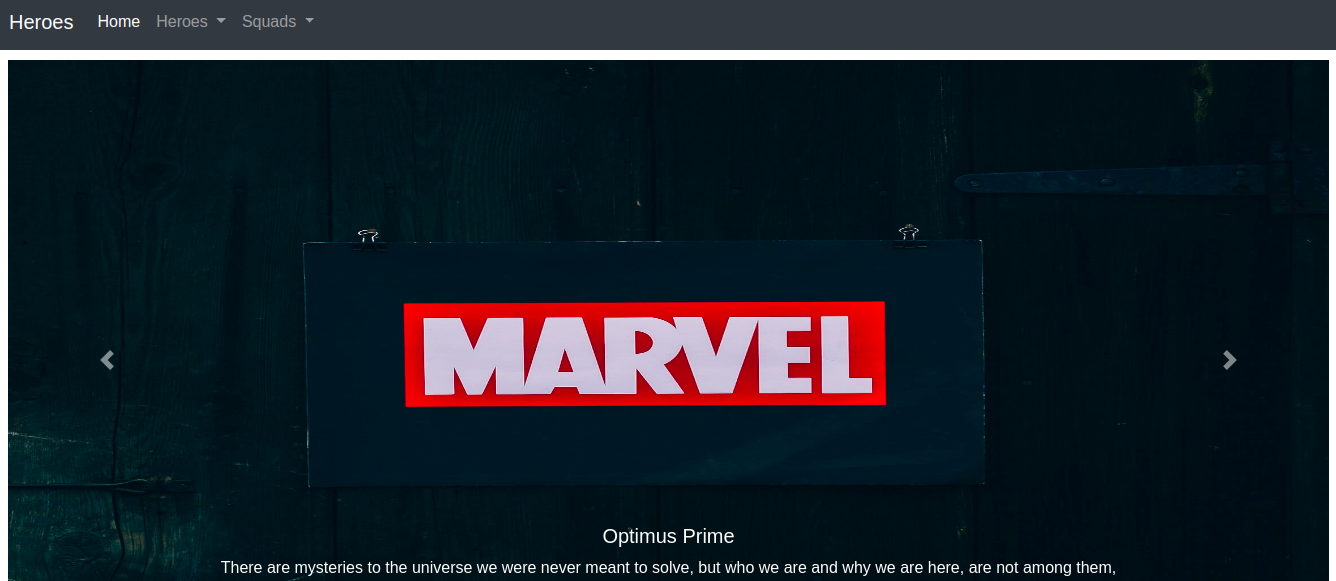 Heroes Home Heroes Squads
MARVEL
Optimus Prime
There are mysteries to the universe we were never meant to solve, but who we are and why we are here, are not among them,